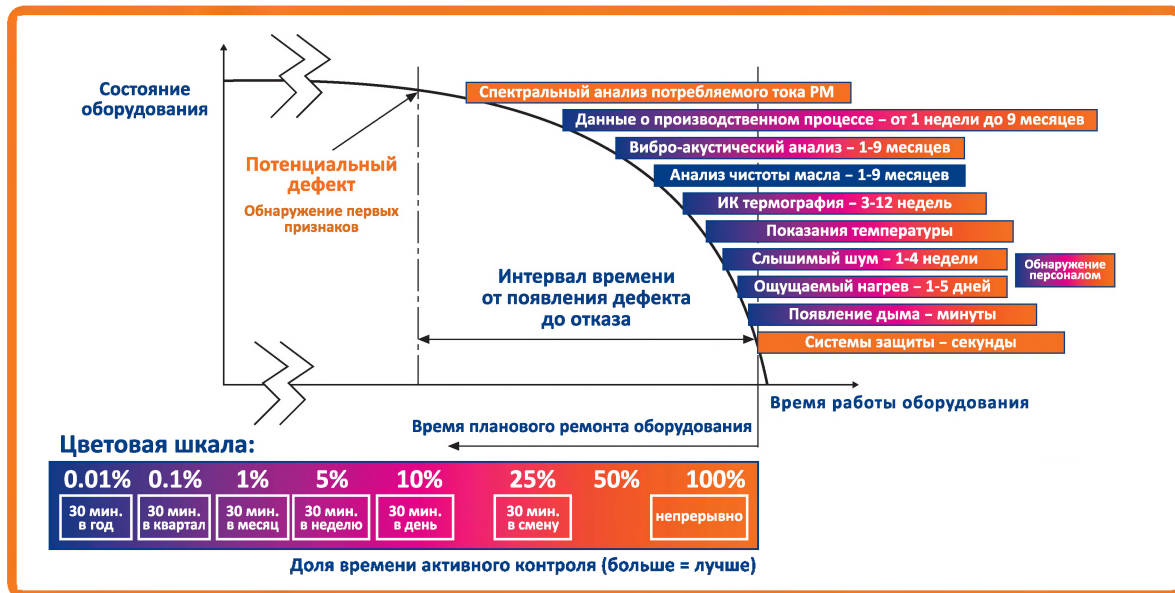 Состояние
оборудования
Спектральный анализ потребляемого тока РМ
Данные о производственном процессе – от 1 недели до 9 месяцев
Вибро-акустический анализ – 1-9 месяцев
Анализ чистоты масла – 1-9 месяцев
ИК термография – 3-12 недель
Показания температуры
Слышимый шум – 1-4 недели
Ощущаемый нагрев – 1-5 дней
Появление дыма – минуты
Системы защиты – секунды
Обнаружение
персоналом
Потенциальный
дефект
Обнаружение первых
признаков
Интервал времени
от появления дефекта
до отказа
Время работы оборудования
Время планового ремонта оборудования
Цветовая шкала:
0.01% 0.1% 1% 5% 10% 25% 50% 100%
30 мин. 30 мин. 30 мин. 30 мин. 30 мин. 30 мин. непрерывно
в год в квартал в месяц в неделю в день в смену
Доля времени активного контроля (больше = лучше)